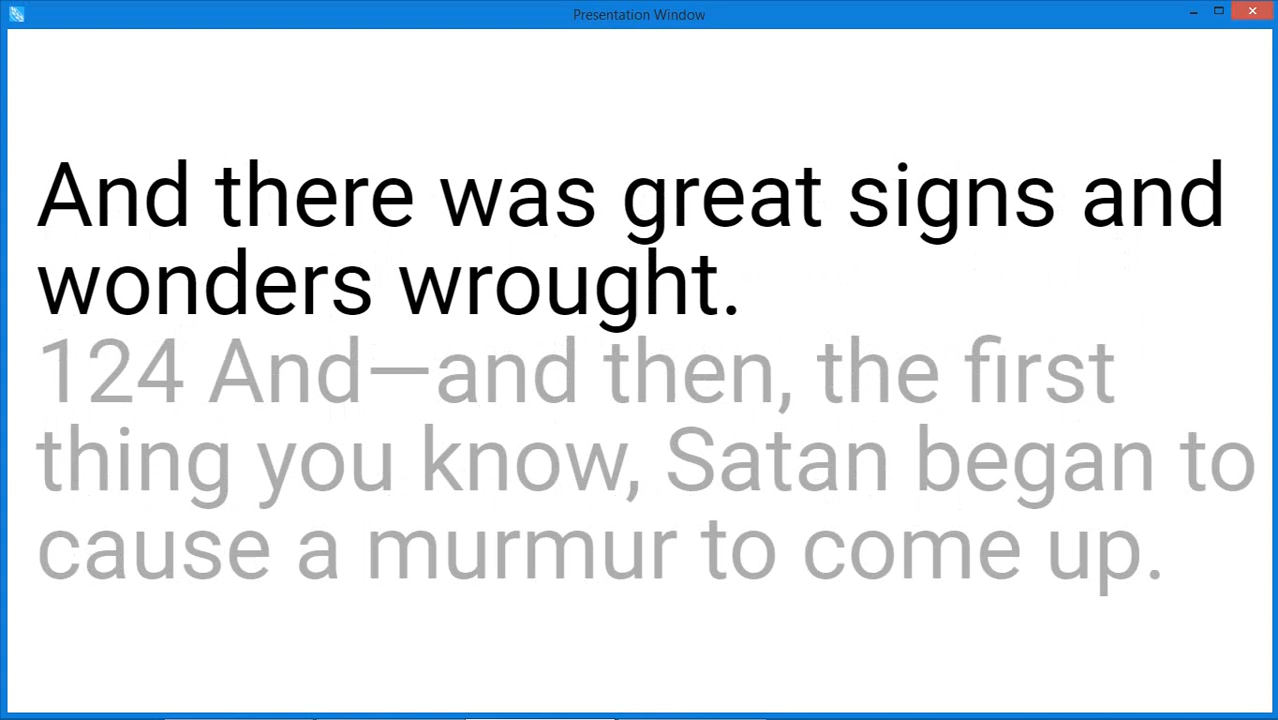 Presentation Window
And there was great signs and
wonders wrought.
124 And—and then, the first
thing you know, Satan began to
cause a murmur to come up.